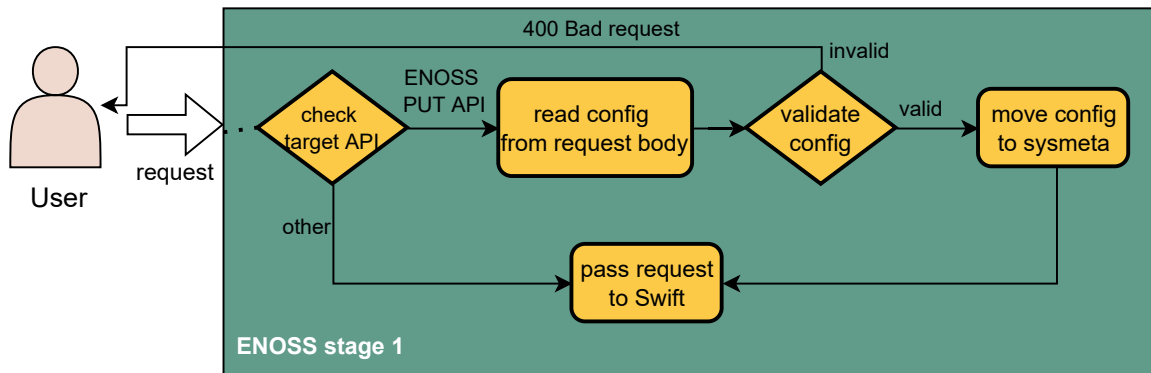 400 Bad request
invalid
ENOSS
PUT API
check
target API
read config
from request body
validate
config
valid
move config
to sysmeta
request
User
other
pass request
to Swift
ENOSS stage 1